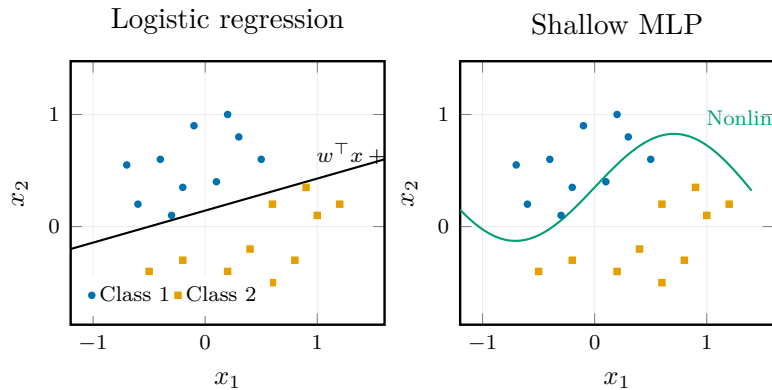 Logistic regression
Shallow MLP
1
0
x₂
−1
0
1
x₁
w⊤x +
Class 1
Class 2
1
0
x₂
−1
0
1
x₁
Nonlin